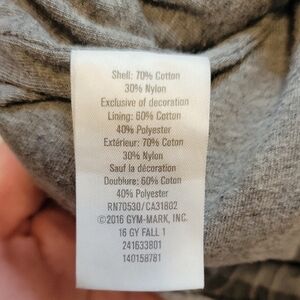 Shell: 70% Cotton
30% Nylon
Exclusive of decoration
Lining: 60% Cotton
40% Polyester
Extérieur: 70% Coton
30% Nylon
Sauf la décoration
Doublure: 60% Coton
40% Polyester
RN70530/CA31802
©2016 GYM-MARK, INC.
16 GY FALL 1
241633801
140158781